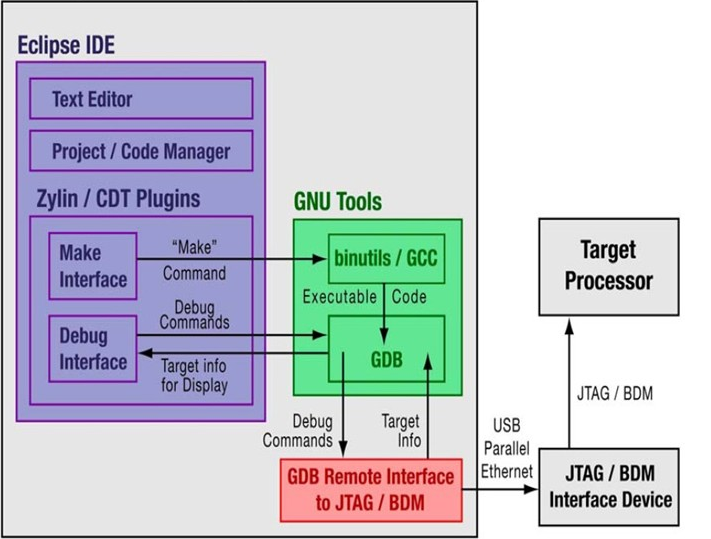 Eclipse IDE
Text Editor
Project / Code Manager
Zylin / CDT Plugins
Make
Interface
Debug
Interface
"Make"
Command
Debug
Commands
Target info
for Display
GNU Tools
binutils / GCC
Executable Code
GDB
Debug
Commands
Target
Info
GDB Remote Interface
to JTAG / BDM
USB
Parallel
Ethernet
Target
Processor
JTAG / BDM
JTAG / BDM
Interface Device